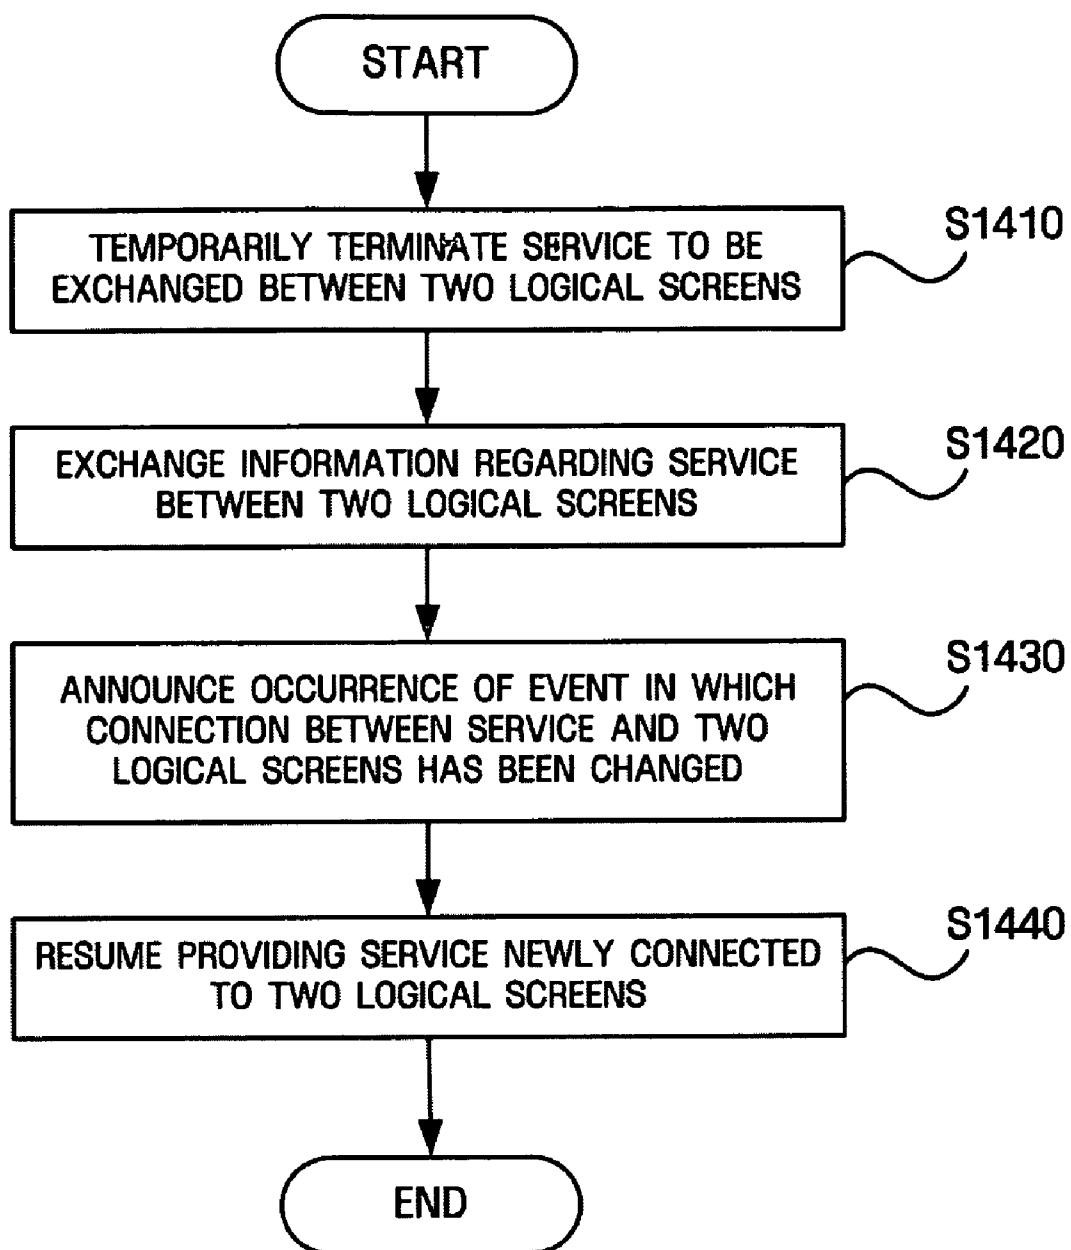 START
TEMPORARILY TERMINATE SERVICE TO BE
EXCHANGED BETWEEN TWO LOGICAL SCREENS
S1410
EXCHANGE INFORMATION REGARDING SERVICE
BETWEEN TWO LOGICAL SCREENS
S1420
ANNOUNCE OCCURRENCE OF EVENT IN WHICH
CONNECTION BETWEEN SERVICE AND TWO
LOGICAL SCREENS HAS BEEN CHANGED
S1430
RESUME PROVIDING SERVICE NEWLY CONNECTED
TO TWO LOGICAL SCREENS
S1440
END